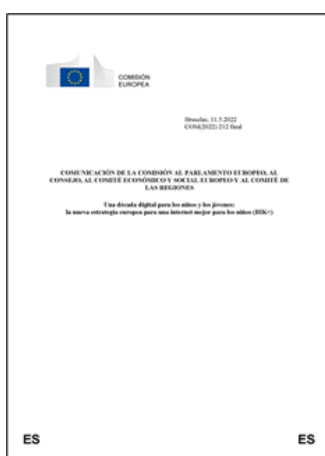 COMISIÓN
EUROPEA
Bruselas, 11.5.2022
COM(2022) 212 final
COMUNICACIÓN DE LA COMISIÓN AL PARLAMENTO EUROPEO, AL
CONSEJO, AL COMITÉ ECONÓMICO Y SOCIAL EUROPEO Y AL COMITÉ DE
LAS REGIONES
Una década digital para los niños y los jóvenes:
la nueva estrategia europea para una internet mejor para los niños (BIK+)
ES
ES